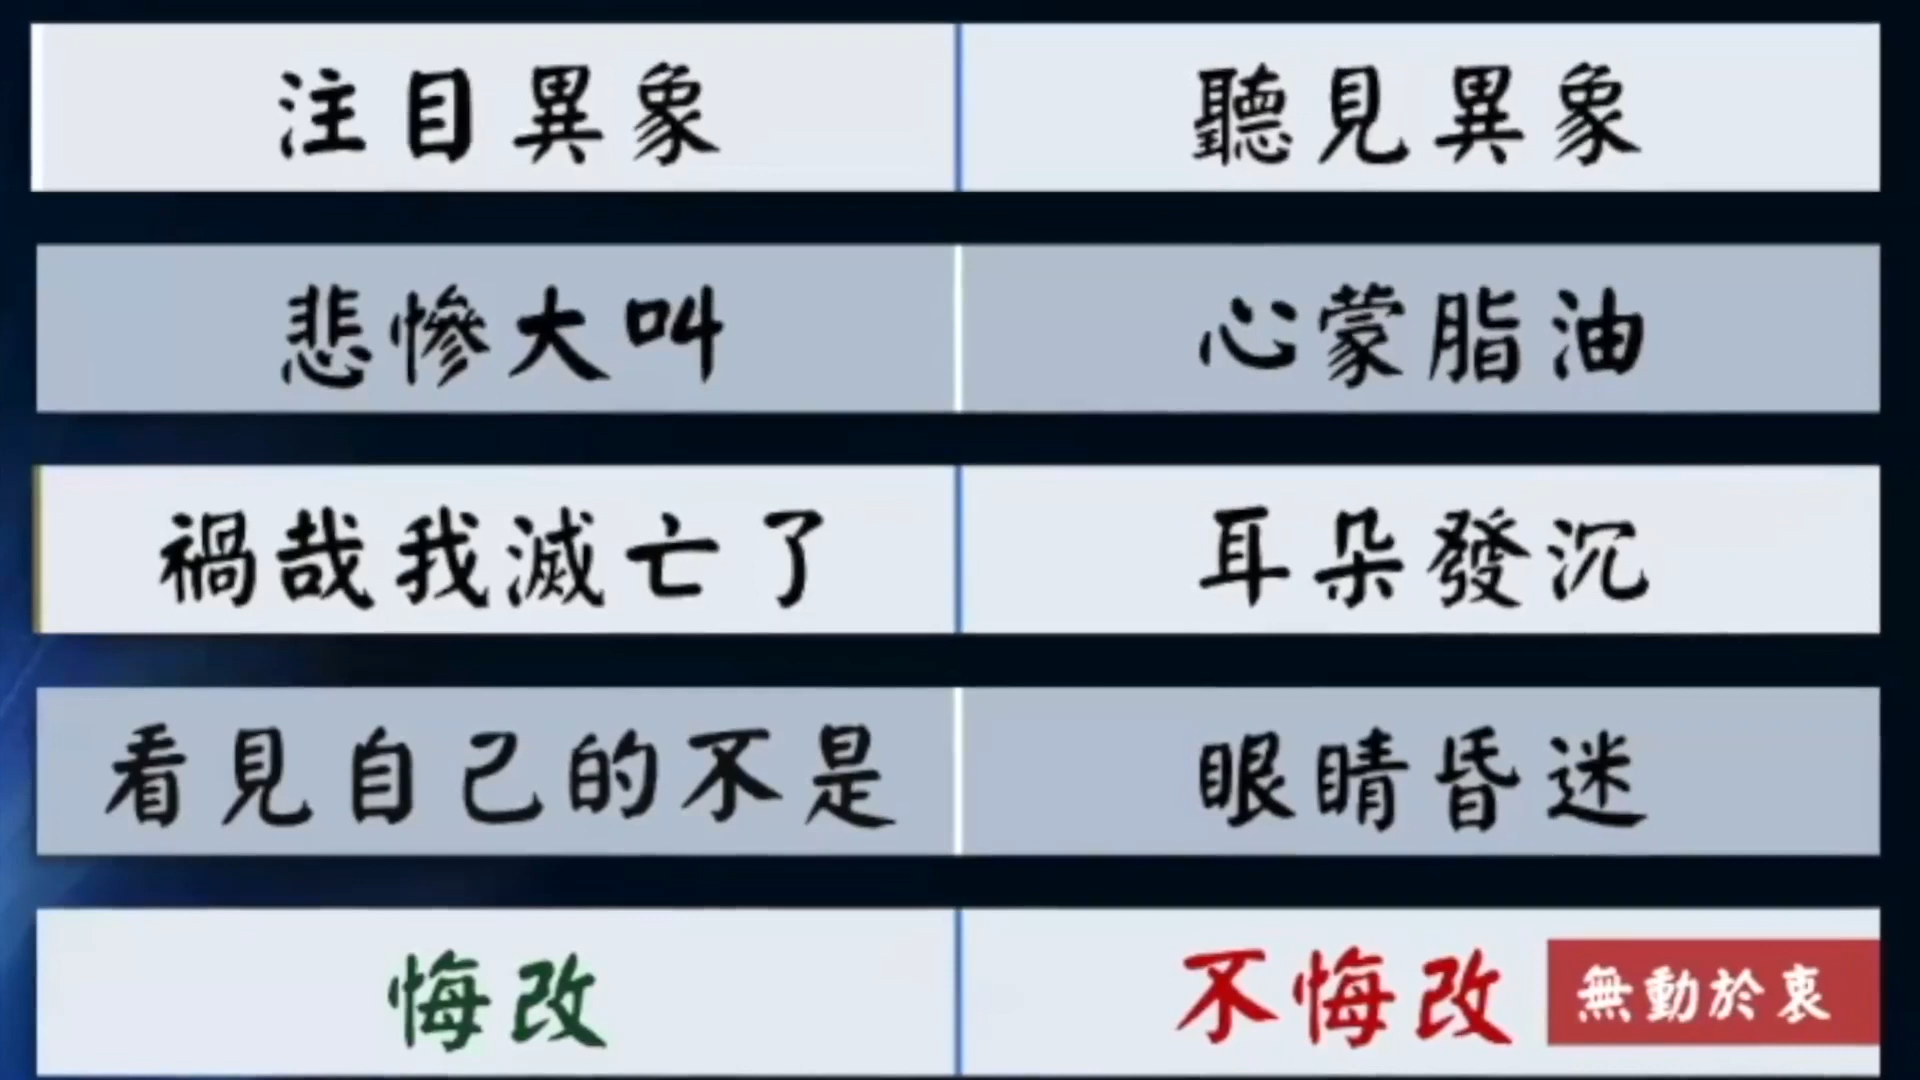 注目異象 聽見異象
悲慘大叫 心蒙脂油
禍哉我滅亡了 耳朵發沉
看見自己的不是 眼睛昏迷
悔改 不悔改 無動於衷